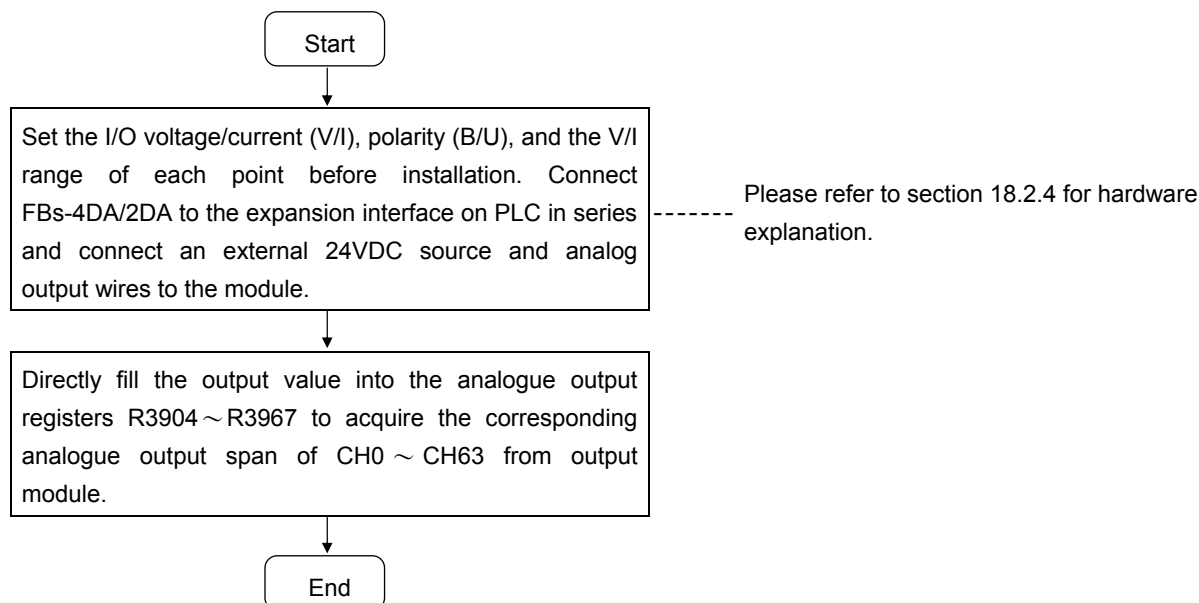 Start
Set the I/O voltage/current (V/I), polarity (B/U), and the V/I
range of each point before installation. Connect
FBs-4DA/2DA to the expansion interface on PLC in series
and connect an external 24VDC source and analog
output wires to the module.
Please refer to section 18.2.4 for hardware
explanation.
Directly fill the output value into the analogue output
registers R3904～R3967 to acquire the corresponding
analogue output span of CH0 ～ CH63 from output
module.
End